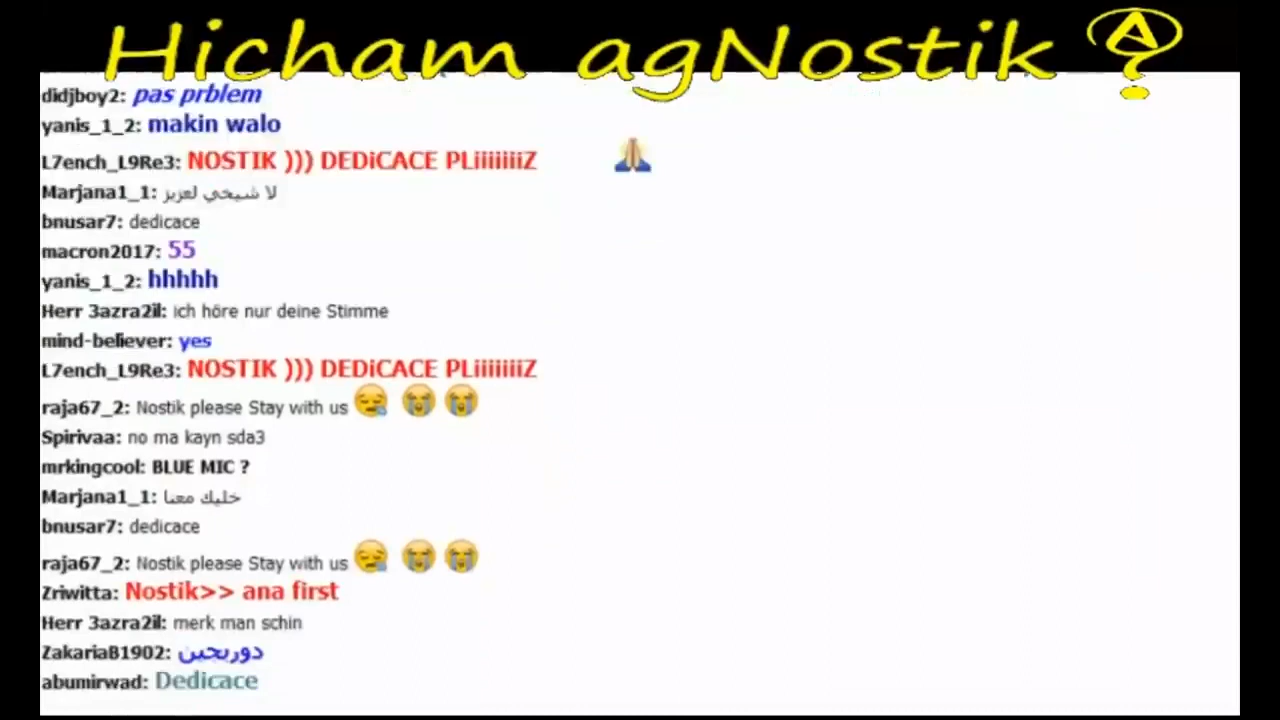 Hicham agNostik A
didjboy2: pas prblem
yanis_1_2: makin walo
L7ench_L9Re3: NOSTIK ))) DEDiCACE PLiiiiiiiZ 🙏
Marjana1_1: لا شيخي لعزيز
bnusar7: dedicace
macron2017: 55
yanis_1_2: hhhhh
Herr 3azra2il: ich höre nur deine Stimme
mind-believer: yes
L7ench_L9Re3: NOSTIK ))) DEDiCACE PLiiiiiiiZ
raja67_2: Nostik please Stay with us 😪 😭 😭
Spirivaa: no ma kayn sda3
mrkingcool: BLUE MIC ?
Marjana1_1: خليك معنا
bnusar7: dedicace
raja67_2: Nostik please Stay with us 😪 😭 😭
Zriwitta: Nostik>> ana first
Herr 3azra2il: merk man schin
ZakariaB1902: دوريجين
abumirwad: Dedicace